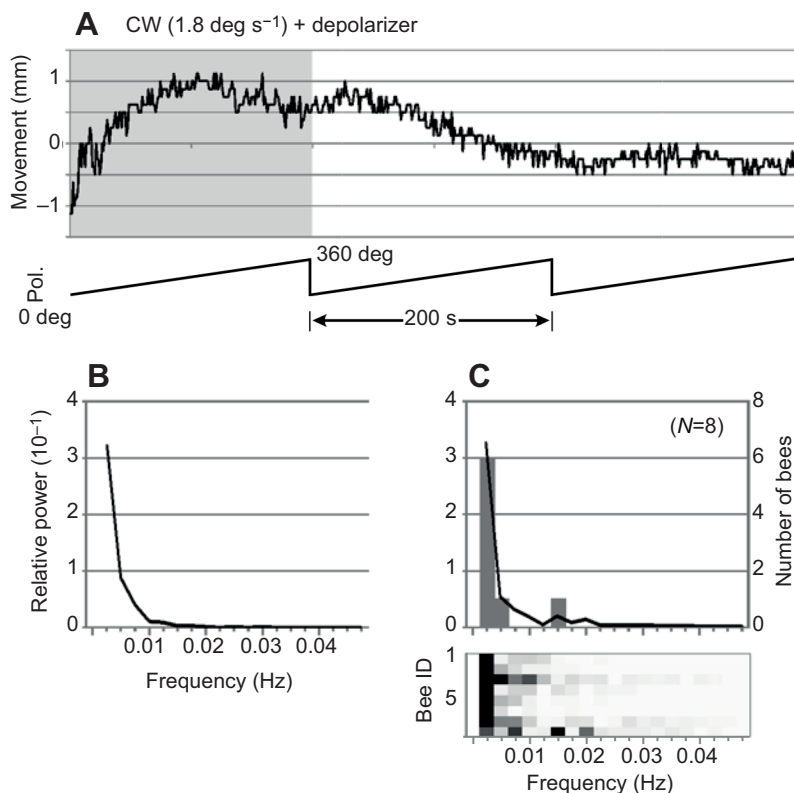 A CW (1.8 deg s⁻¹) + depolarizer
Movement (mm)
1
0
–1
Pol.
0 deg
360 deg
200 s
B
Relative power (10⁻¹)
4
3
2
1
0
0.01 0.02 0.03 0.04
Frequency (Hz)
C
(N=8)
4
3
2
1
0
8
6
4
2
0
Number of bees
Bee ID
1
5
0.01 0.02 0.03 0.04
Frequency (Hz)